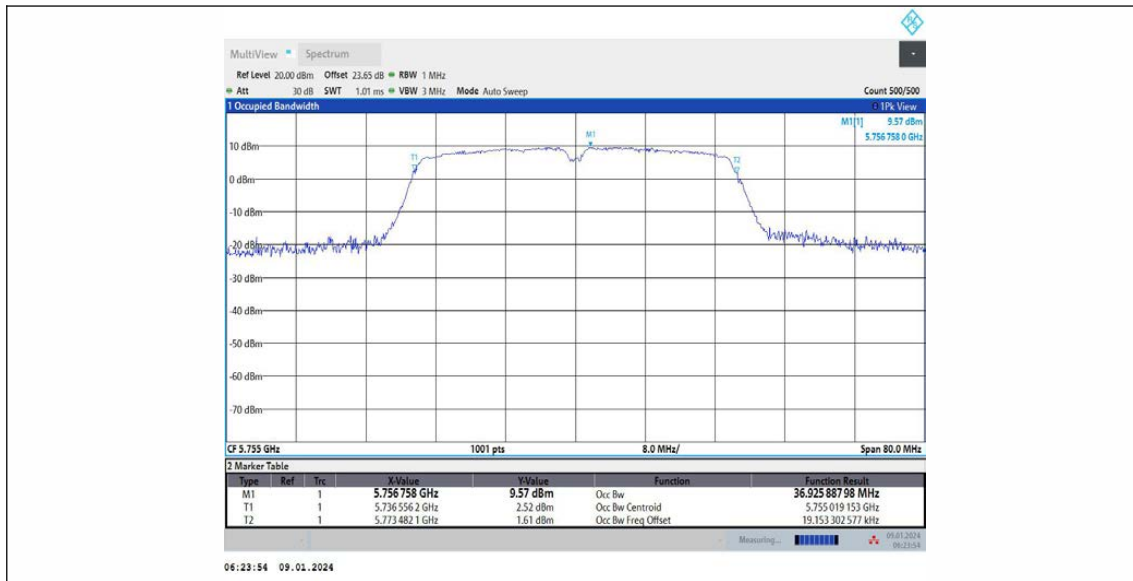 MultiView Spectrum
Ref Level 20.00 dBm Offset 23.65 dB RBW 1 MHz
Att 30 dB SWT 1.01 ms VBW 3 MHz Mode Auto Sweep Count 500/500
1 Occupied Bandwidth 1Pk View
M1[1] 9.57 dBm
5.756 758 0 GHz
M1
10 dBm
T1
T2
0 dBm
-10 dBm
-20 dBm
-30 dBm
-40 dBm
-50 dBm
-60 dBm
-70 dBm
CF 5.755 GHz 1001 pts 8.0 MHz/ Span 80.0 MHz
2 Marker Table
Type Ref Trc X-Value Y-Value Function Function Result
M1 1 5.756758 GHz 9.57 dBm Occ Bw 36.925 887 98 MHz
T1 1 5.736 556 2 GHz 2.52 dBm Occ Bw Centroid 5.755 019 153 GHz
T2 1 5.773 482 1 GHz 1.61 dBm Occ Bw Freq Offset 19.153 302 577 kHz
Measuring... 09.01.2024
06:23:54
06:23:54 09.01.2024